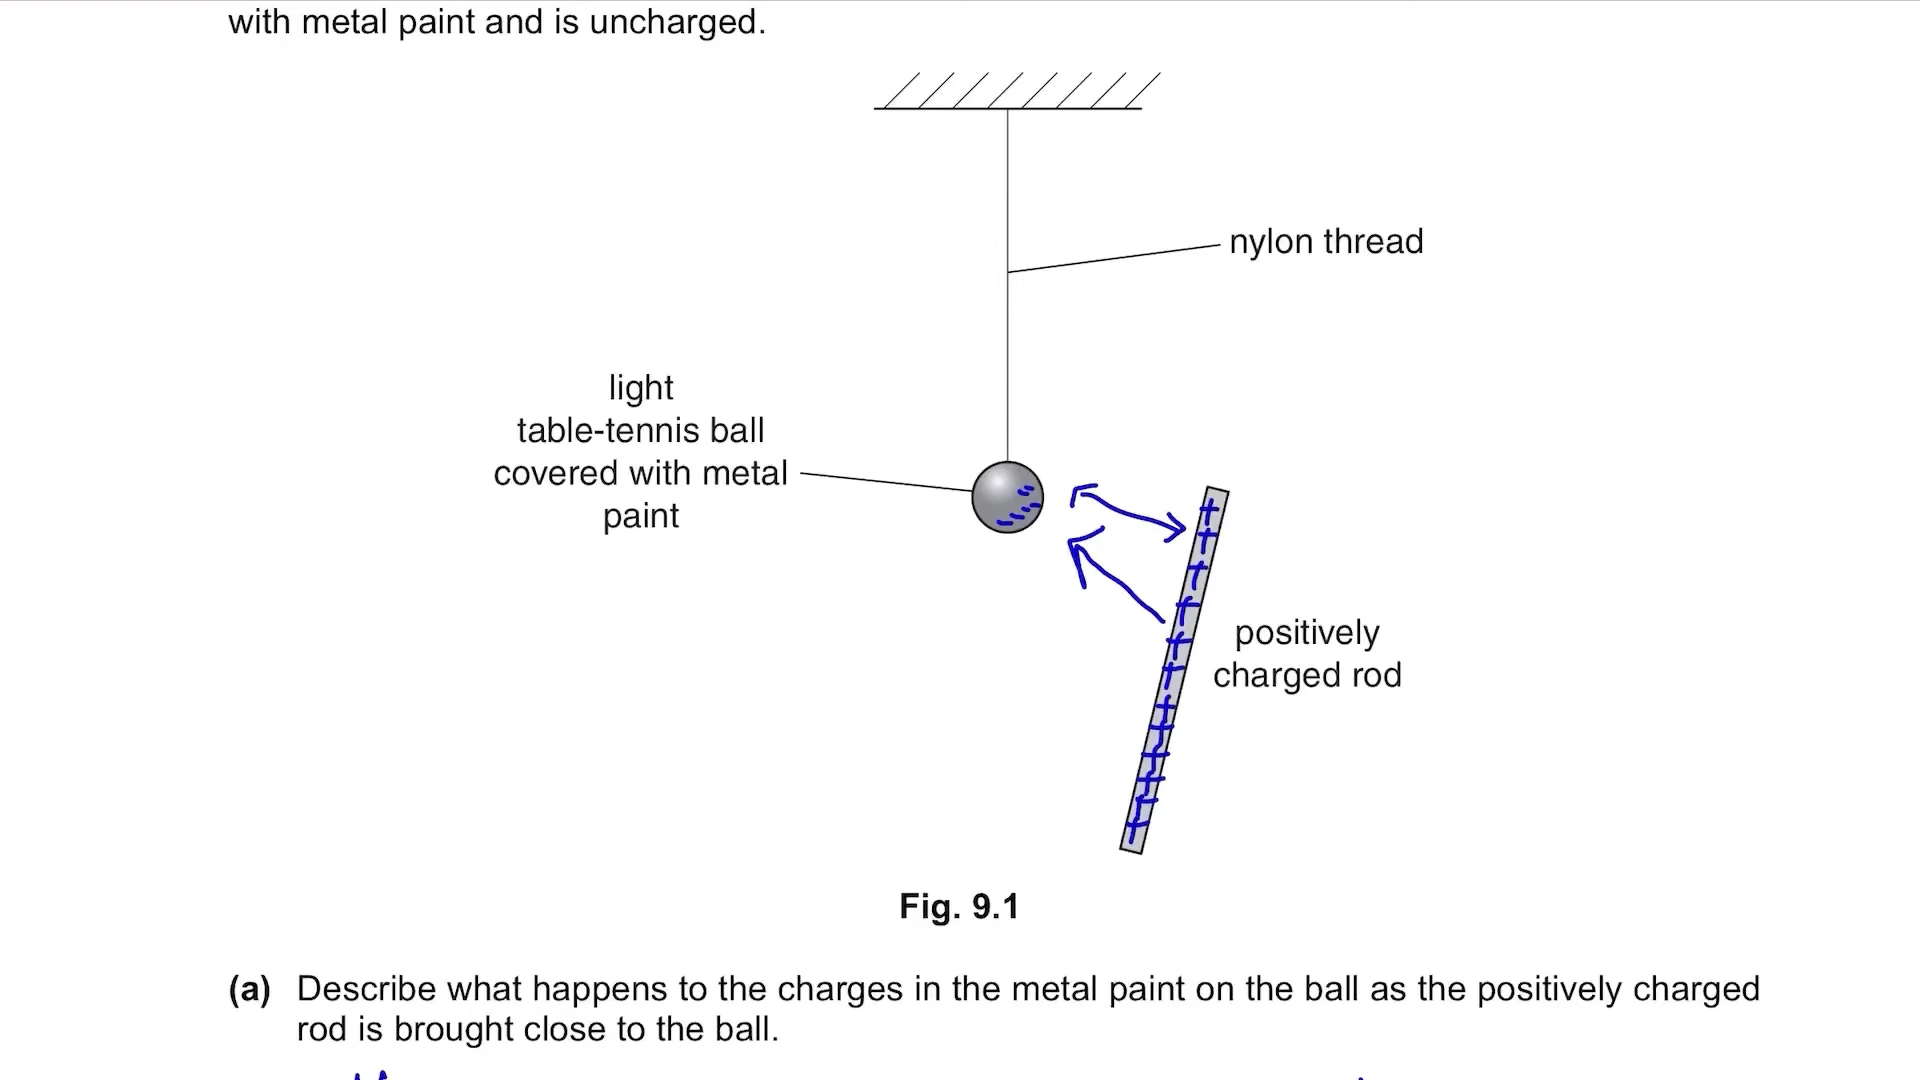 with metal paint and is uncharged.
nylon thread
light
table-tennis ball
covered with metal
paint
positively
charged rod
Fig. 9.1
(a) Describe what happens to the charges in the metal paint on the ball as the positively charged
rod is brought close to the ball.